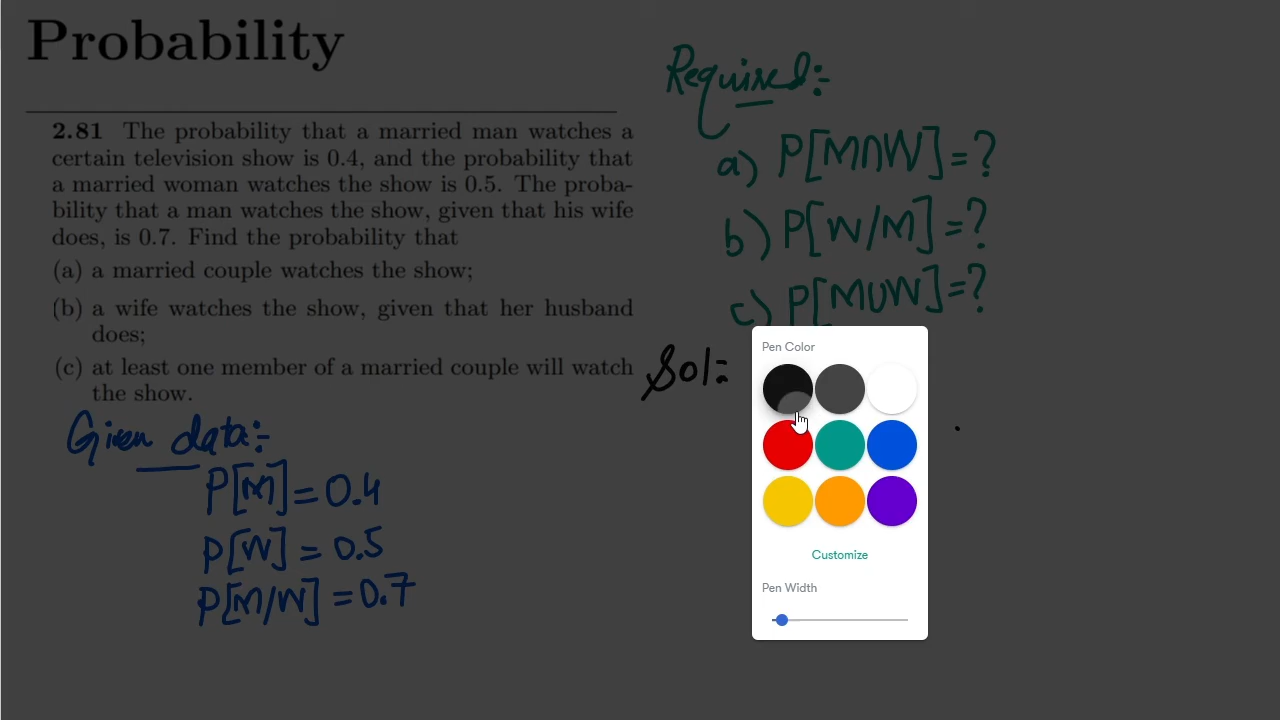 Probability
2.81 The probability that a married man watches a
certain television show is 0.4, and the probability that
a married woman watches the show is 0.5. The proba-
bility that a man watches the show, given that his wife
does, is 0.7. Find the probability that
(a) a married couple watches the show;
(b) a wife watches the show, given that her husband
does;
(c) at least one member of a married couple will watch
the show.
Given data:-
P[M] = 0.4
P[W] = 0.5
P[M/W] = 0.7
Required:-
a) P[M∩W] = ?
b) P[W/M] = ?
c) P[M∪W] = ?
Sol:
Pen Color
Customize
Pen Width